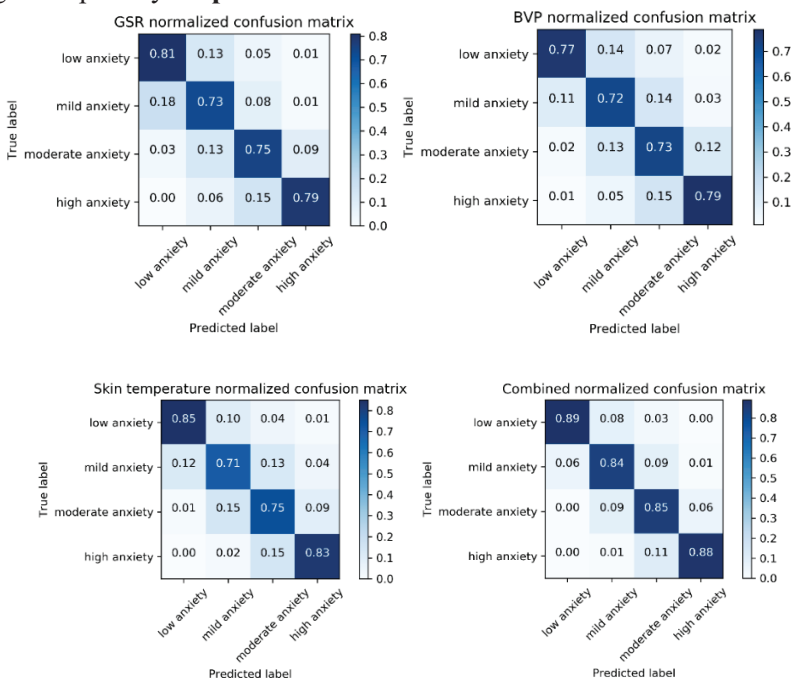 GSR normalized confusion matrix
low anxiety 0.81 0.13 0.05 0.01
mild anxiety 0.18 0.73 0.08 0.01
moderate anxiety 0.03 0.13 0.75 0.09
high anxiety 0.00 0.06 0.15 0.79
True label
low anxiety mild anxiety moderate anxiety high anxiety
Predicted label
0.8
0.7
0.6
0.5
0.4
0.3
0.2
0.1
0.0
BVP normalized confusion matrix
low anxiety 0.77 0.14 0.07 0.02
mild anxiety 0.11 0.72 0.14 0.03
moderate anxiety 0.02 0.13 0.73 0.12
high anxiety 0.01 0.05 0.15 0.79
True label
low anxiety mild anxiety moderate anxiety high anxiety
Predicted label
0.7
0.6
0.5
0.4
0.3
0.2
0.1
Skin temperature normalized confusion matrix
low anxiety 0.85 0.10 0.04 0.01
mild anxiety 0.12 0.71 0.13 0.04
moderate anxiety 0.01 0.15 0.75 0.09
high anxiety 0.00 0.02 0.15 0.83
True label
low anxiety mild anxiety moderate anxiety high anxiety
Predicted label
0.8
0.7
0.6
0.5
0.4
0.3
0.2
0.1
0.0
Combined normalized confusion matrix
low anxiety 0.89 0.08 0.03 0.00
mild anxiety 0.06 0.84 0.09 0.01
moderate anxiety 0.00 0.09 0.85 0.06
high anxiety 0.00 0.01 0.11 0.88
True label
low anxiety mild anxiety moderate anxiety high anxiety
Predicted label
0.8
0.7
0.6
0.5
0.4
0.3
0.2
0.1
0.0